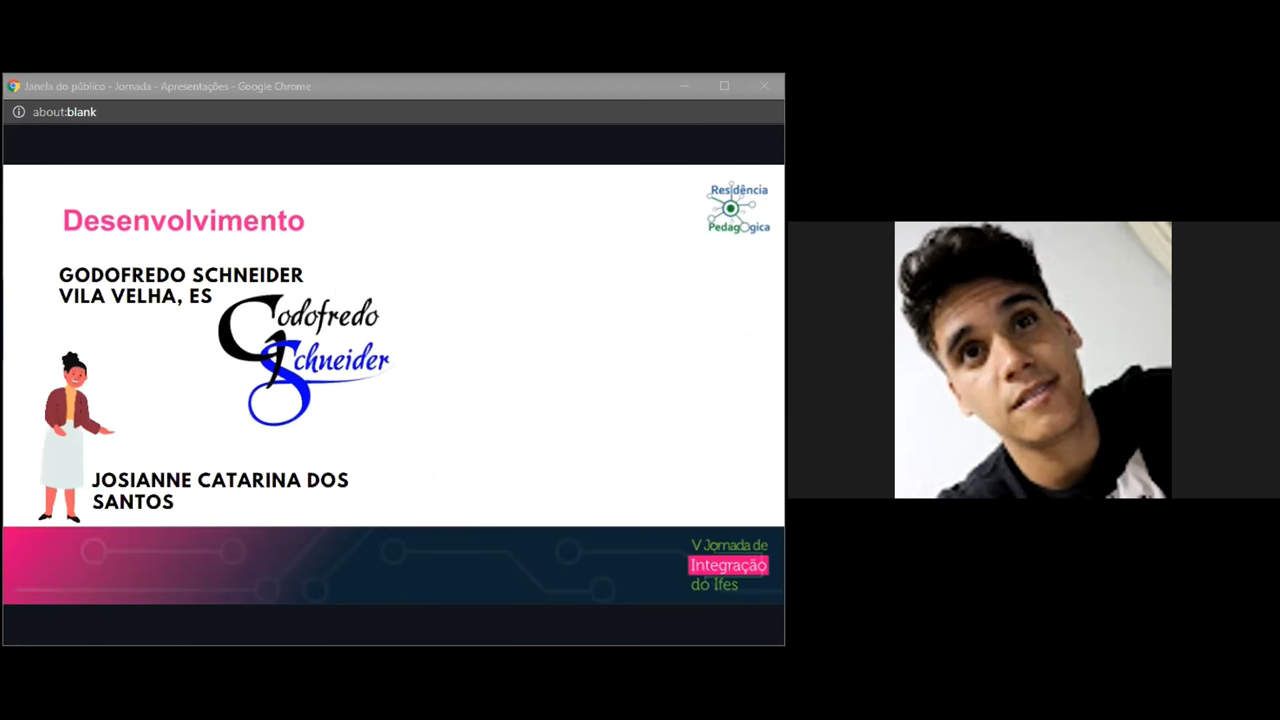 Janela do público - Jornada - Apresentações - Google Chrome
about:blank
Residência
Pedagógica
Desenvolvimento
GODOFREDO SCHNEIDER
VILA VELHA, ES
Godofredo
Schneider
JOSIANNE CATARINA DOS
SANTOS
V Jornada de
Integração
do Ifes